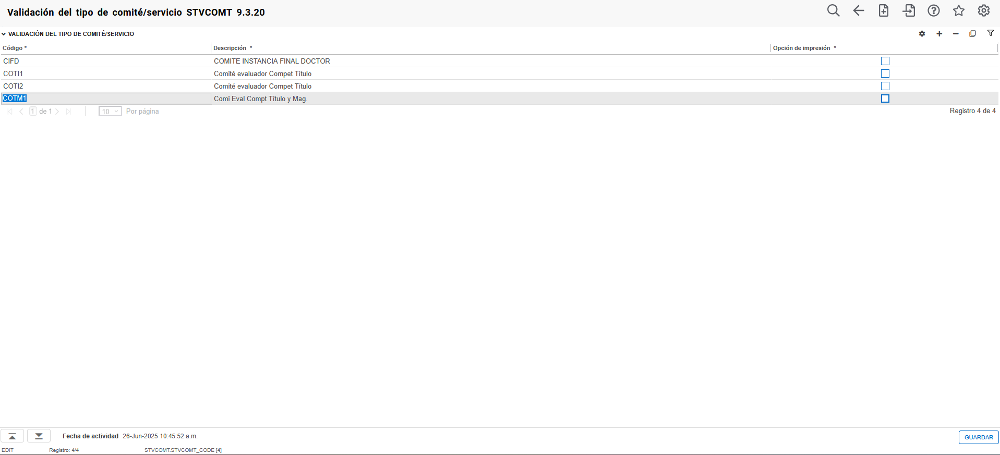 Validación del tipo de comité/servicio STVCOMT 9.3.20
VALIDACIÓN DEL TIPO DE COMITÉ/SERVICIO
Código * Descripción * Opción de impresión *
CIFD COMITE INSTANCIA FINAL DOCTOR
COTI1 Comité evaluador Compet Título
COTI2 Comité evaluador Compet Título
COTM1 Comi Eval Compt Título y Mag.
1 de 1 10 Por página Registro 4 de 4
Fecha de actividad 26-Jun-2025 10:45:52 a.m. GUARDAR
EDIT Registro: 4/4 STVCOMT.STVCOMT_CODE [4]